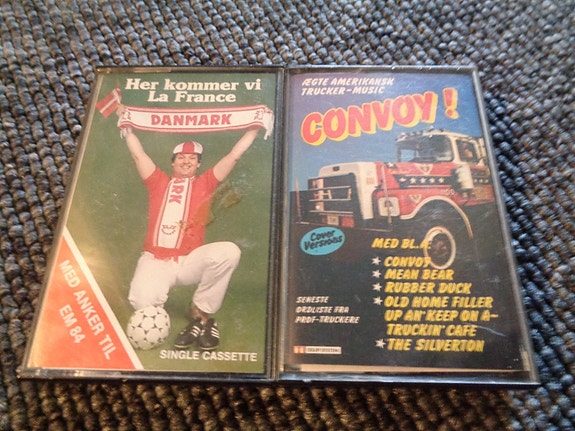 Her kommer vi
La France
DANMARK
MARK
MED ANKER TIL
EM 84
SINGLE CASSETTE
ÆGTE AMERIKANSK
TRUCKER-MUSIC
CONVOY!
Cover
Versions
MED BL.A:
★ CONVOY
★ MEAN BEAR
★ RUBBER DUCK
★ OLD HOME FILLER
UP AN' KEEP ON A-
TRUCKIN' CAFE
★ THE SILVERTON
SENESTE
ORDLISTE FRA
PROF-TRUCKERE